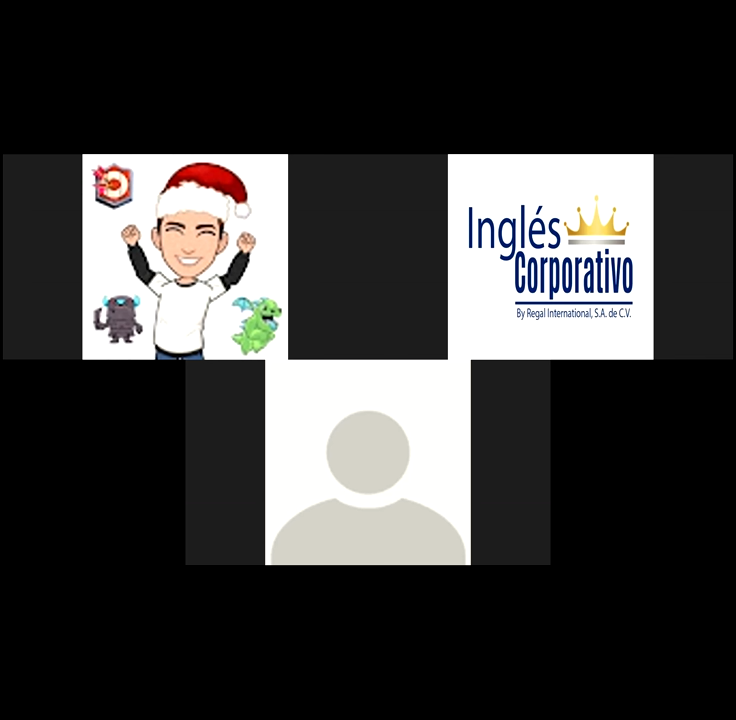 Inglés
Corporativo
By Regal International, S.A. de C.V.